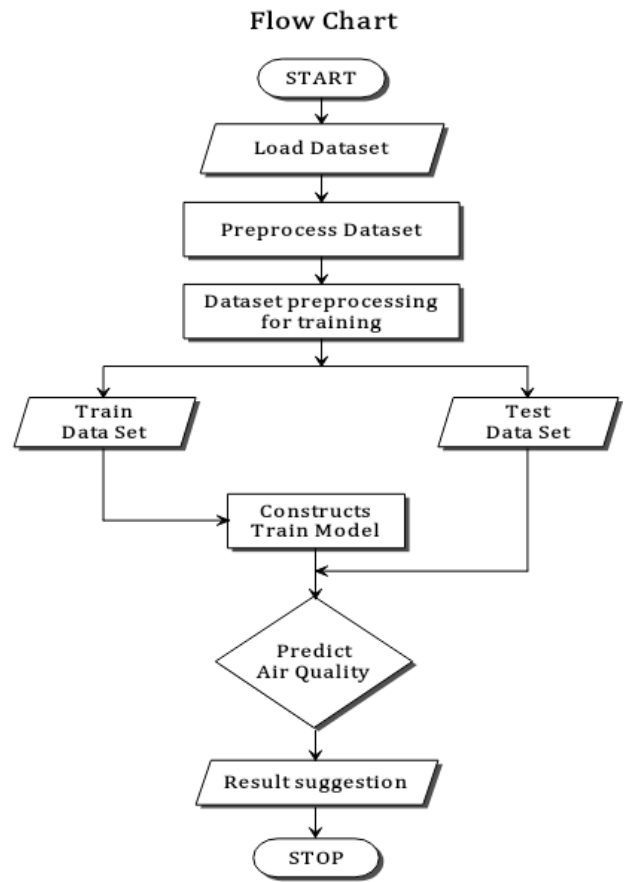 Flow Chart
START
Load Dataset
Preprocess Dataset
Dataset preprocessing
for training
Train
Data Set
Test
Data Set
Constructs
Train Model
Predict
Air Quality
Result suggestion
STOP